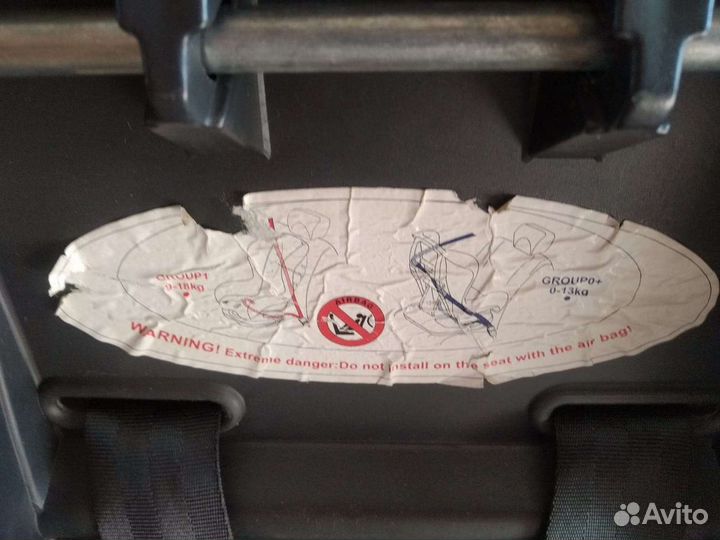 GROUP1
0-18kg
GROUP0+
0-13kg
AIRBAG
WARNING! Extreme danger:Do not install on the seat with the air bag!
Avito